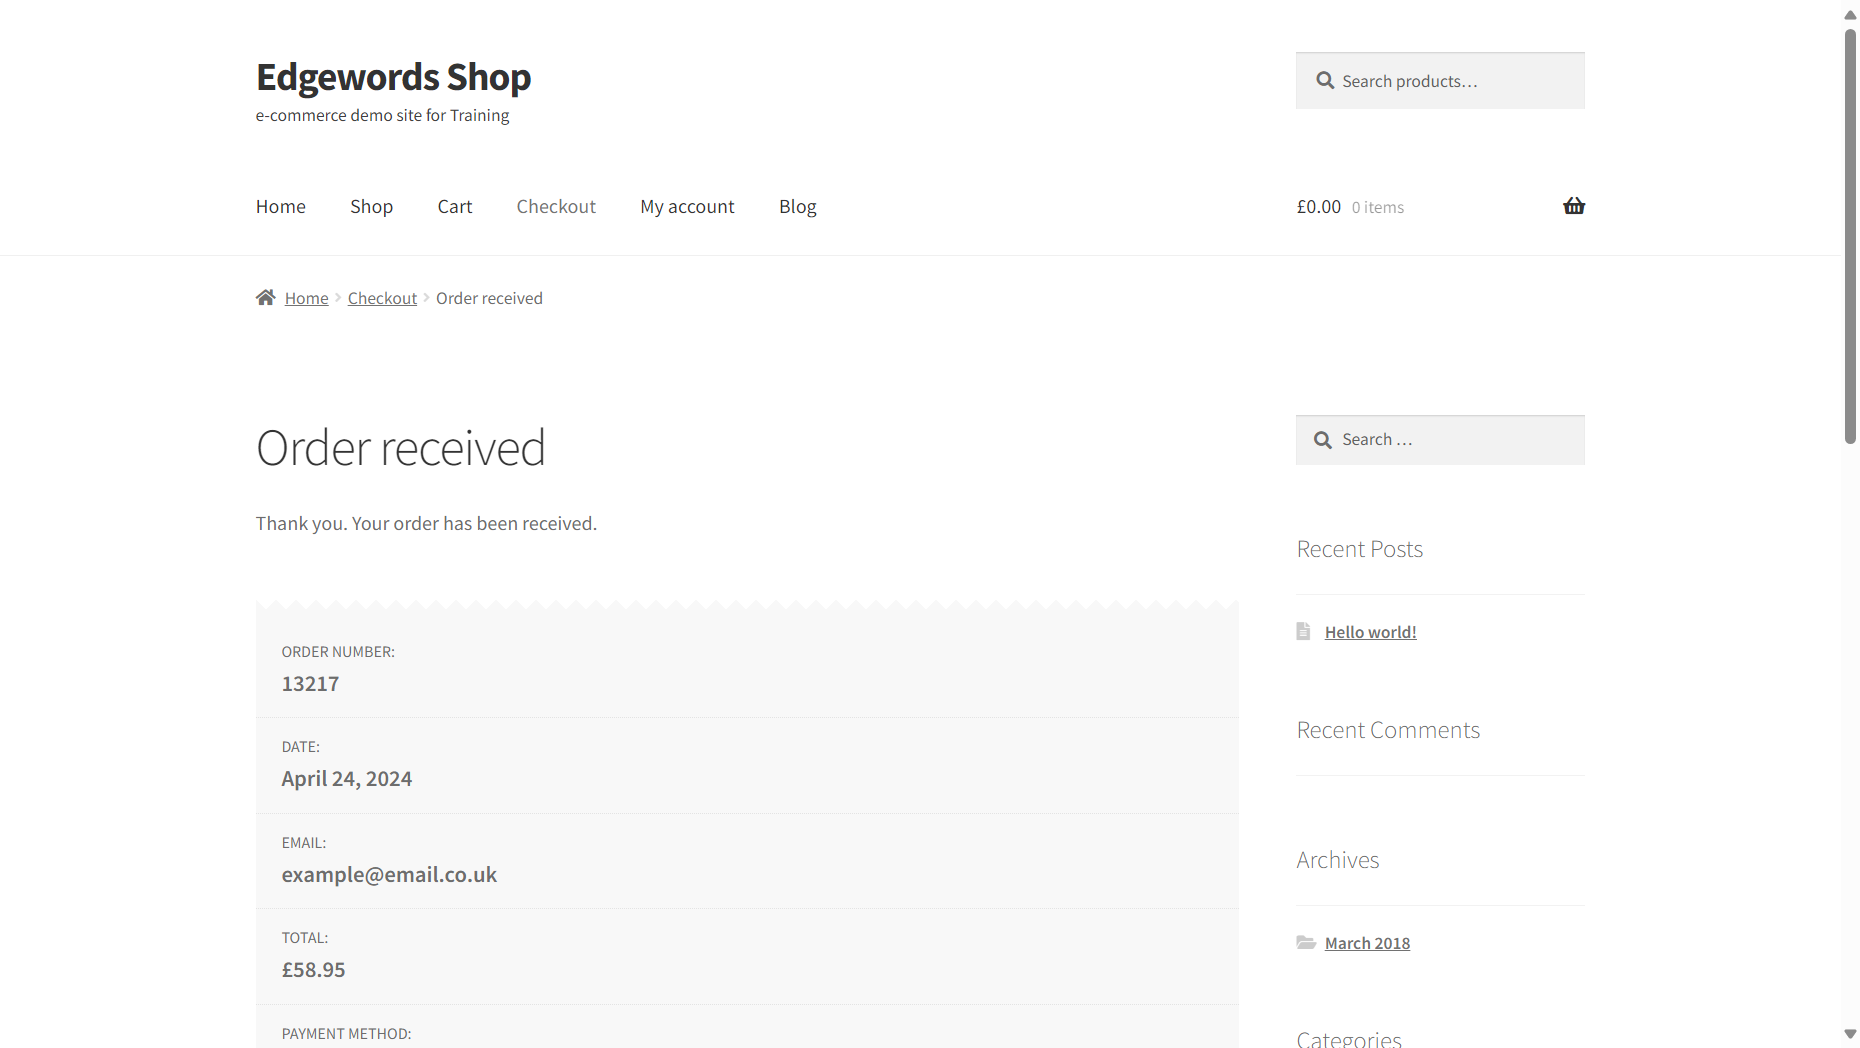 Edgewords Shop
e-commerce demo site for Training
Search products…
Home Shop Cart Checkout My account Blog
£0.00 0 items
Home Checkout Order received
Order received
Thank you. Your order has been received.
ORDER NUMBER:
13217
DATE:
April 24, 2024
EMAIL:
example@email.co.uk
TOTAL:
£58.95
PAYMENT METHOD:
Search …
Recent Posts
Hello world!
Recent Comments
Archives
March 2018
Categories